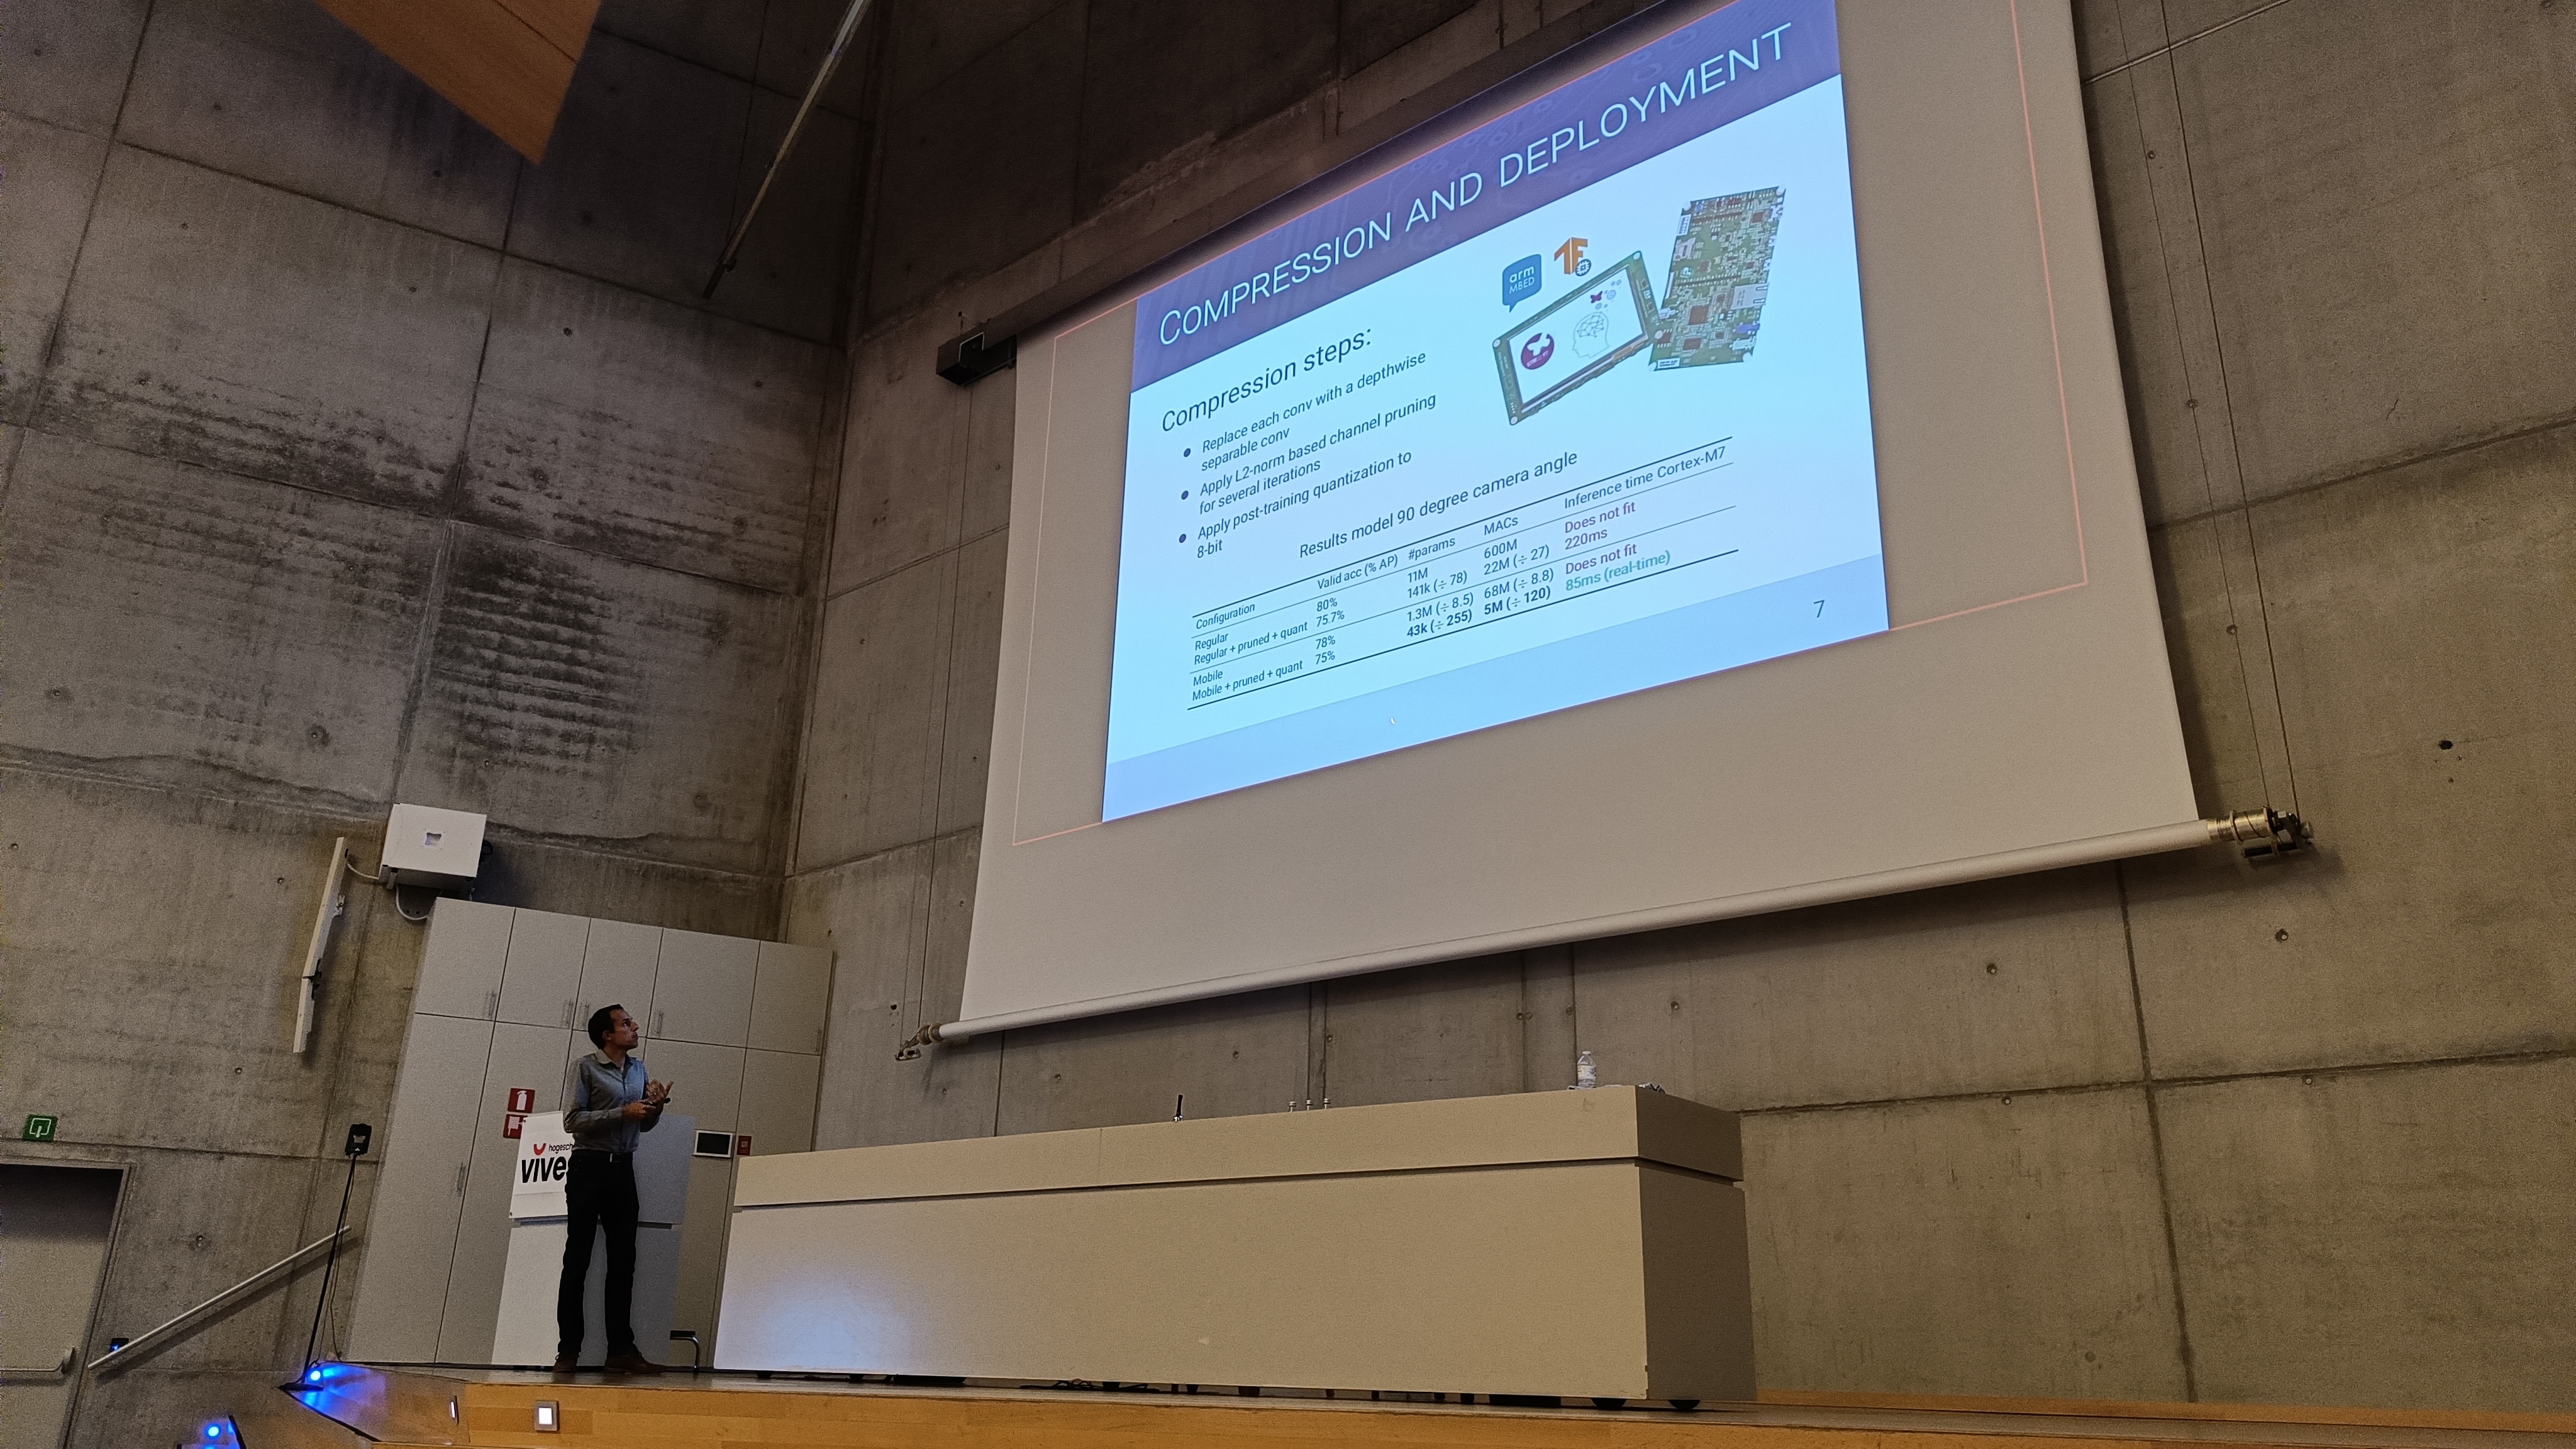 COMPRESSION AND DEPLOYMENT
Compression steps:
Replace each conv with a depthwise
separable conv
Apply L2-norm based channel pruning
for several iterations
Apply post-training quantization to
8-bit
arm
MBED
Results model 90 degree camera angle
Configuration Valid acc (% AP) #params MACs Inference time Cortex-M7
Regular 80% 11M 600M Does not fit
Regular + pruned + quant 75.7% 141k (÷ 78) 22M (÷ 27) 220ms
Mobile 78% 1.3M (÷ 8.5) 68M (÷ 8.8) Does not fit
Mobile + pruned + quant 75% 43k (÷ 255) 5M (÷ 120) 85ms (real-time)
7
hogesch
vives